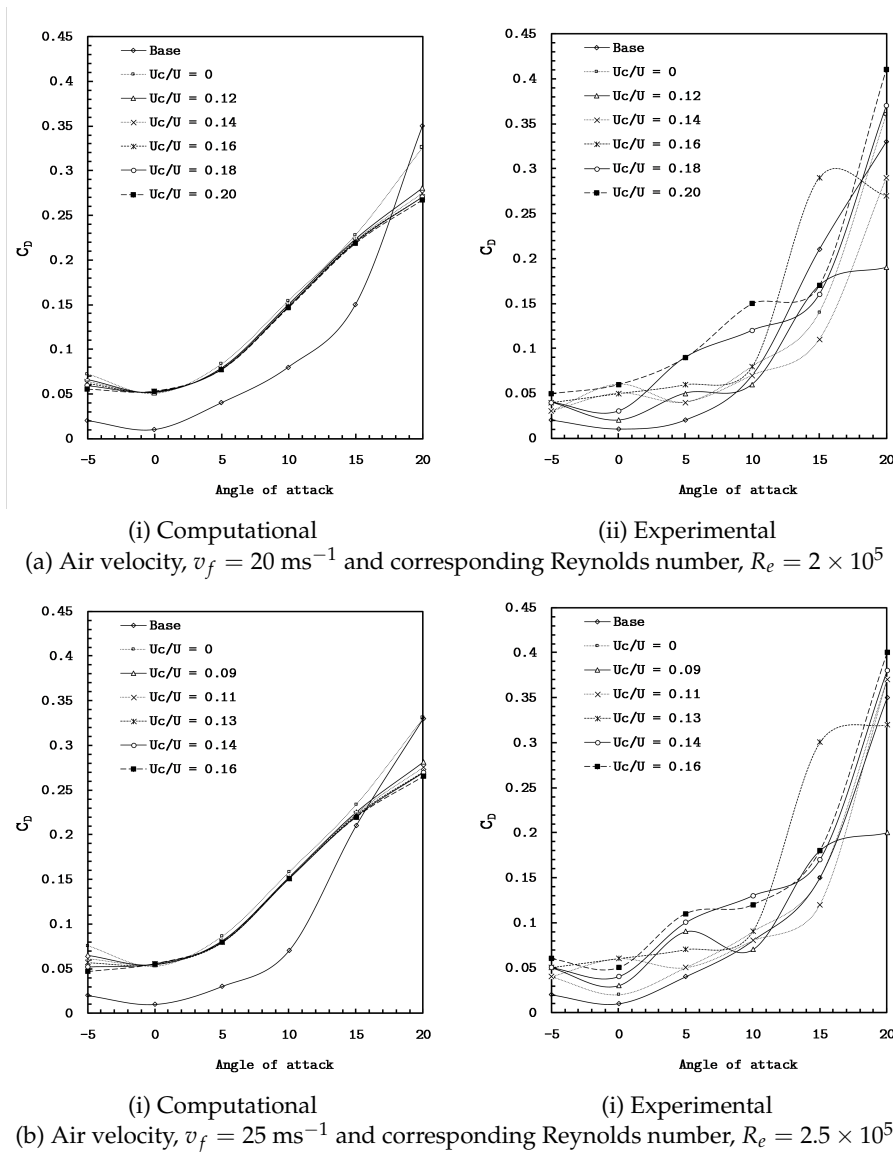 0.45
0.4
0.35
0.3
0.25
0.2
0.15
0.1
0.05
0
C_D
Base
Uc/U = 0
Uc/U = 0.12
Uc/U = 0.14
Uc/U = 0.16
Uc/U = 0.18
Uc/U = 0.20
-5 0 5 10 15 20
Angle of attack
(i) Computational
0.45
0.4
0.35
0.3
0.25
0.2
0.15
0.1
0.05
0
C_D
Base
Uc/U = 0
Uc/U = 0.12
Uc/U = 0.14
Uc/U = 0.16
Uc/U = 0.18
Uc/U = 0.20
-5 0 5 10 15 20
Angle of attack
(ii) Experimental
(a) Air velocity, v_f = 20 ms⁻¹ and corresponding Reynolds number, R_e = 2 × 10⁵
0.45
0.4
0.35
0.3
0.25
0.2
0.15
0.1
0.05
0
C_D
Base
Uc/U = 0
Uc/U = 0.09
Uc/U = 0.11
Uc/U = 0.13
Uc/U = 0.14
Uc/U = 0.16
-5 0 5 10 15 20
Angle of attack
(i) Computational
0.45
0.4
0.35
0.3
0.25
0.2
0.15
0.1
0.05
0
C_D
Base
Uc/U = 0
Uc/U = 0.09
Uc/U = 0.11
Uc/U = 0.13
Uc/U = 0.14
Uc/U = 0.16
-5 0 5 10 15 20
Angle of attack
(i) Experimental
(b) Air velocity, v_f = 25 ms⁻¹ and corresponding Reynolds number, R_e = 2.5 × 10⁵